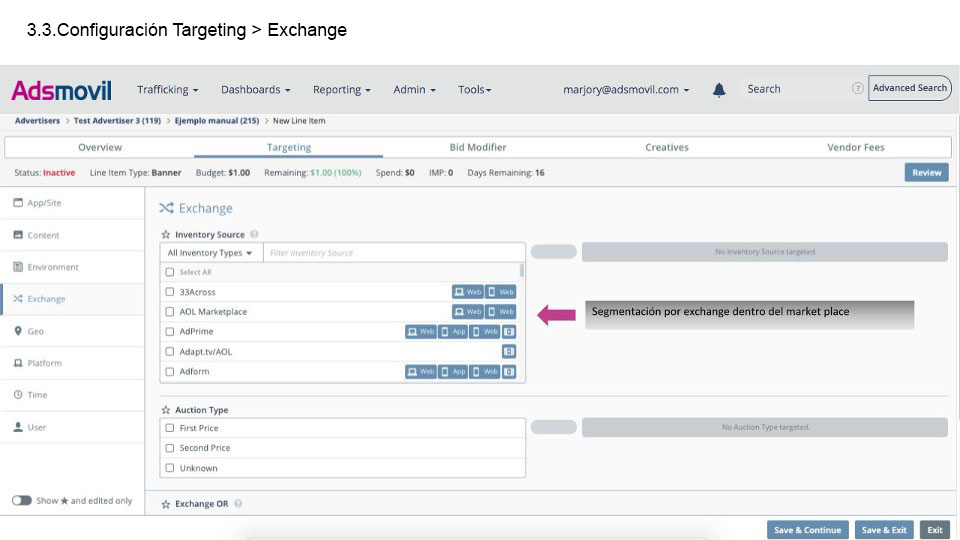 3.3.Configuración Targeting > Exchange
Adsmovil Trafficking Dashboards Reporting Admin Tools marjory@adsmovil.com Search ? Advanced Search
Advertisers > Test Advertiser 3 (119) > Ejemplo manual (215) > New Line Item
Overview Targeting Bid Modifier Creatives Vendor Fees
Status: Inactive Line Item Type: Banner Budget: $1.00 Remaining: $1.00 (100%) Spend: $0 IMP: 0 Days Remaining: 16 Review
App/Site
Content
Environment
Exchange
Geo
Platform
Time
User
Show ★ and edited only
Exchange
Inventory Source
All Inventory Types Filter Inventory Source No Inventory Source targeted.
Select All
33Across Web Web
AOL Marketplace Web Web
AdPrime Web App Web
Adapt.tv/AOL
Adform Web App Web
Segmentación por exchange dentro del market place
Auction Type
First Price No Auction Type targeted.
Second Price
Unknown
Exchange OR
Save & Continue Save & Exit Exit